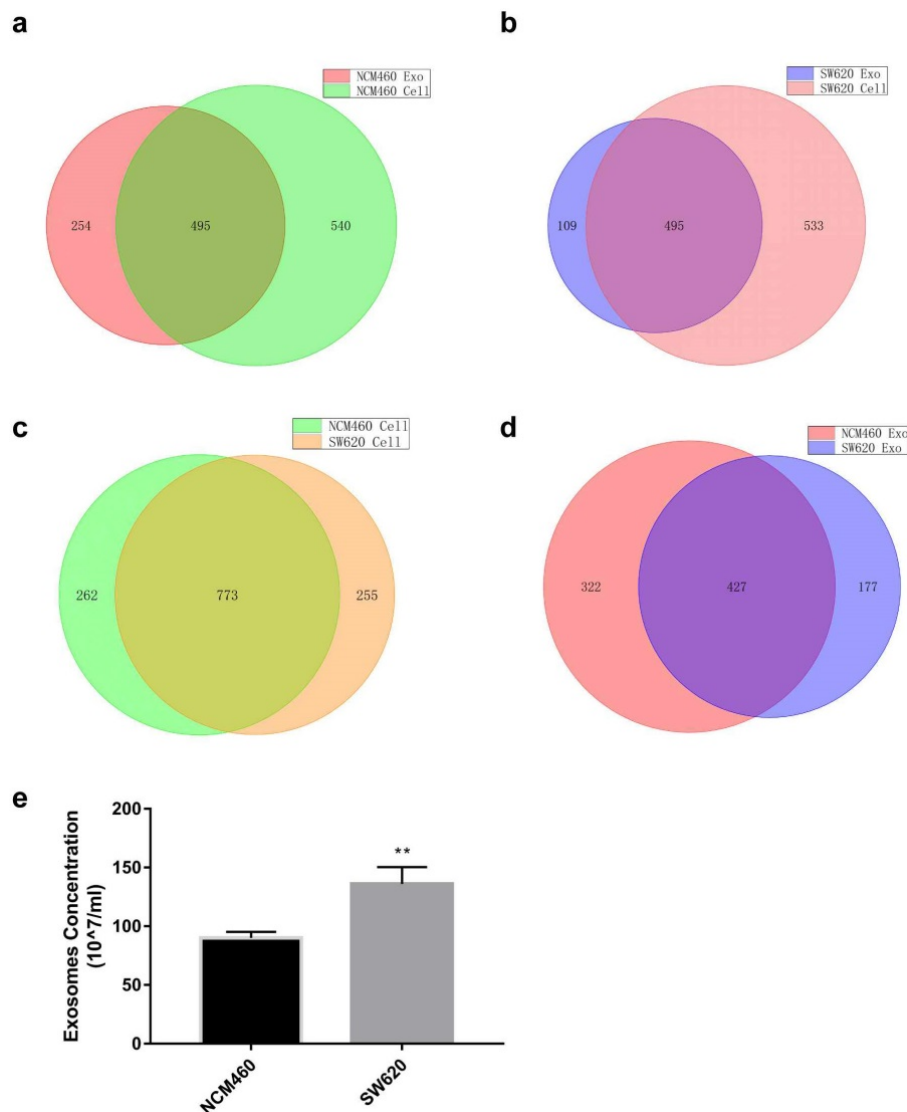 a
NCM460 Exo
NCM460 Cell
254
495
540
b
SW620 Exo
SW620 Cell
109
495
533
c
NCM460 Cell
SW620 Cell
262
773
255
d
NCM460 Exo
SW620 Exo
322
427
177
e
Exosomes Concentration
(10^7/ml)
200
150
100
50
0
**
NCM460
SW620